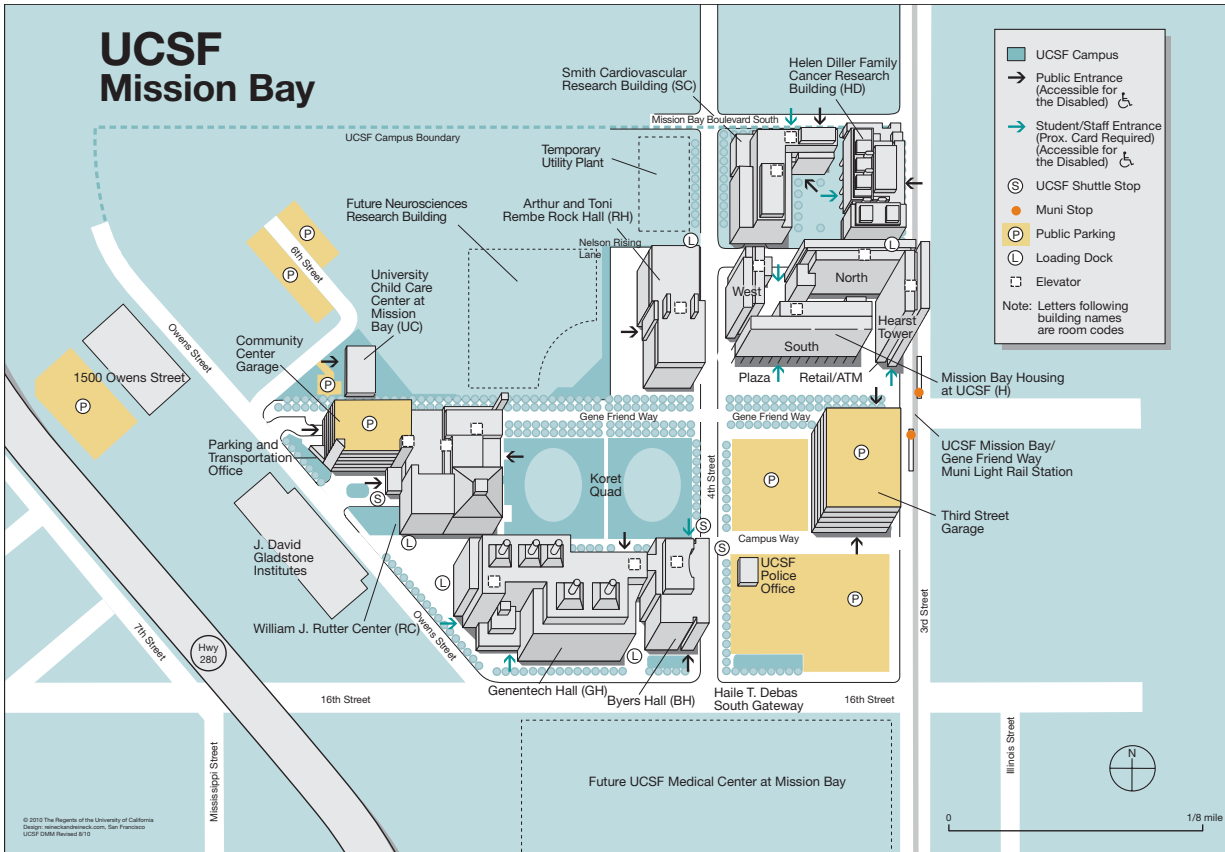 UCSF
Mission Bay
Smith Cardiovascular
Research Building (SC)
Helen Diller Family
Cancer Research
Building (HD)
UCSF Campus
Public Entrance
(Accessible for
the Disabled)
Student/Staff Entrance
(Prox. Card Required)
(Accessible for
the Disabled)
S
UCSF Shuttle Stop
Muni Stop
P
Public Parking
L
Loading Dock
Elevator
Note: Letters following
building names
are room codes
Mission Bay Boulevard South
UCSF Campus Boundary
Temporary
Utility Plant
Future Neurosciences
Research Building
Arthur and Toni
Rembe Rock Hall (RH)
Nelson Rising
Lane
L
L
P
P
6th Street
University
Child Care
Center at
Mission
Bay (UC)
West
North
South
Hearst
Tower
Plaza
Retail/ATM
Mission Bay Housing
at UCSF (H)
Owens Street
1500 Owens Street
P
Community
Center
Garage
P
P
Parking and
Transportation
Office
Gene Friend Way
Gene Friend Way
UCSF Mission Bay/
Gene Friend Way
Muni Light Rail Station
4th Street
Koret
Quad
P
P
Third Street
Garage
S
S
S
Campus Way
J. David
Gladstone
Institutes
L
L
UCSF
Police
Office
P
3rd Street
William J. Rutter Center (RC)
Owens Street
7th Street
Hwy
280
L
Genentech Hall (GH)
Byers Hall (BH)
Haile T. Debas
South Gateway
16th Street
16th Street
Mississippi Street
Illinois Street
Future UCSF Medical Center at Mission Bay
N
0
1/8 mile
© 2010 The Regents of the University of California
Design: reineckandreineck.com, San Francisco
UCSF DMM Revised 8/10